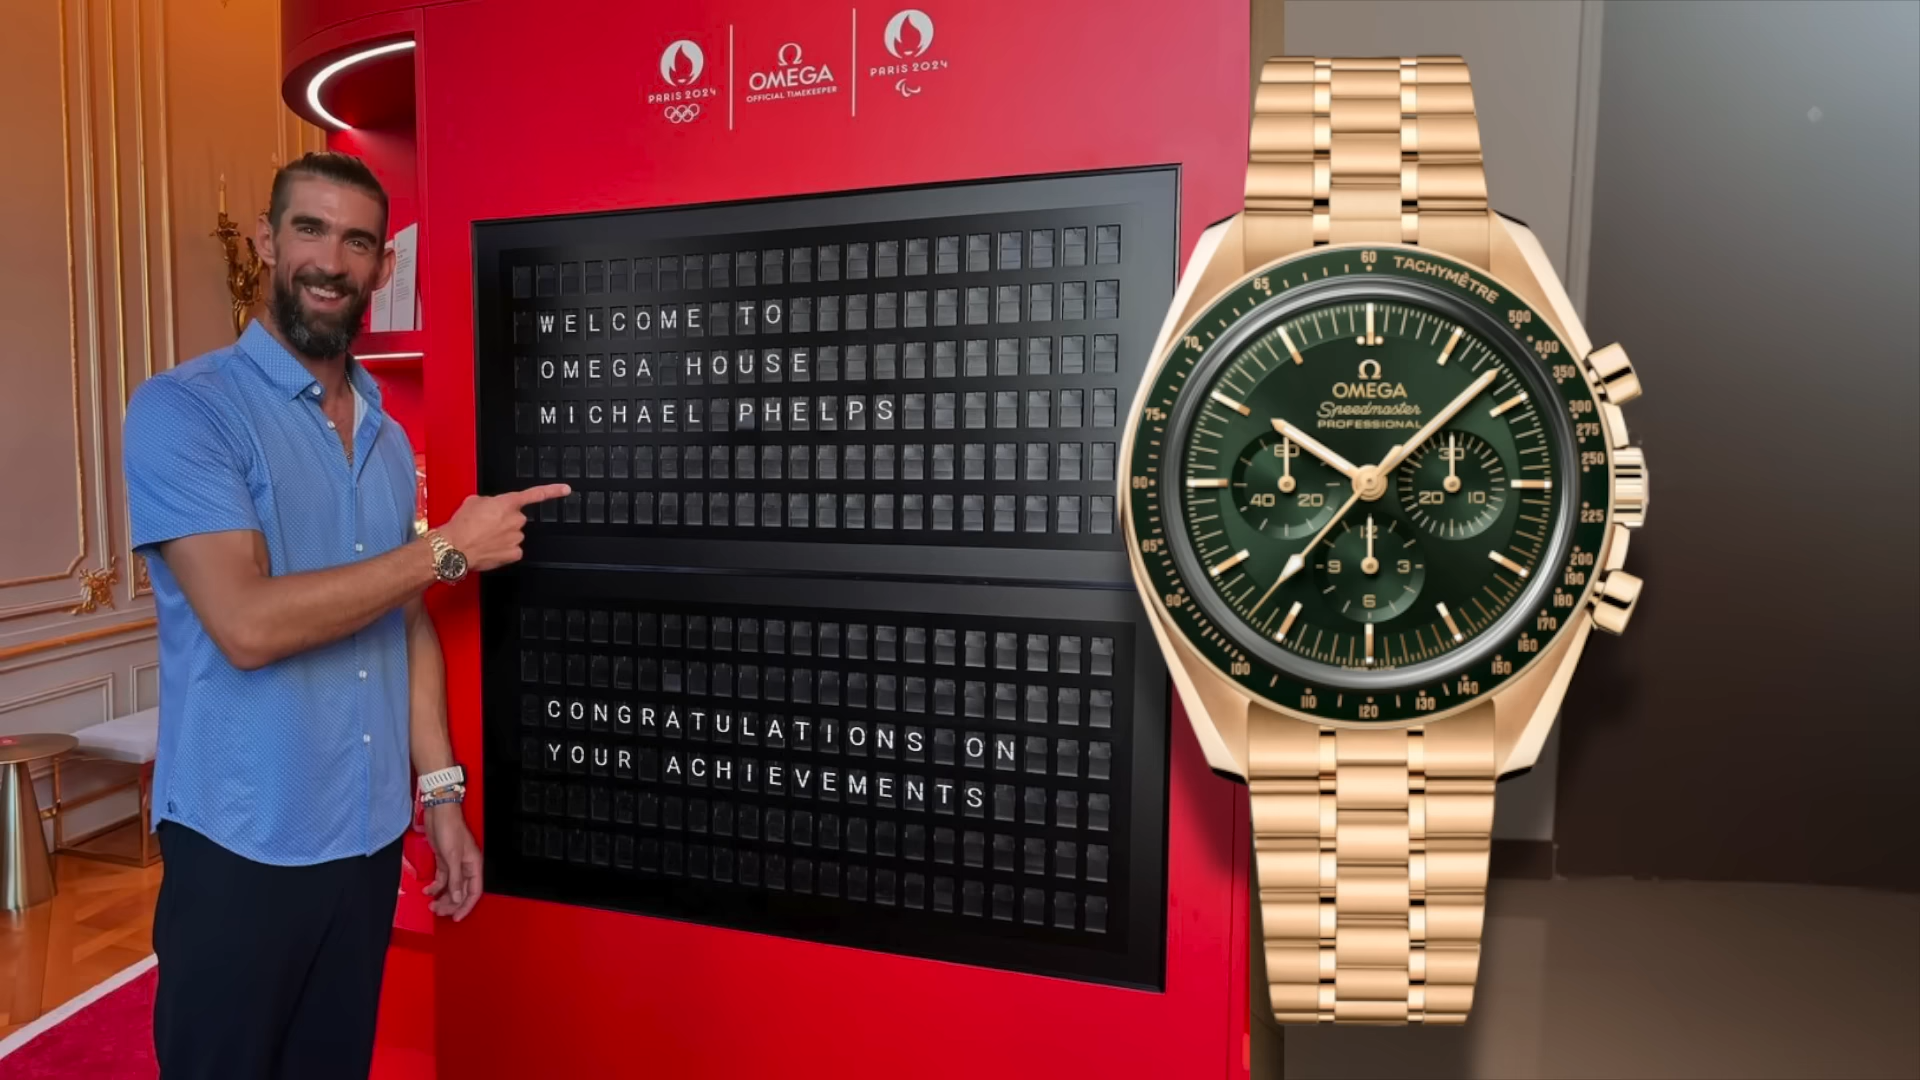 PARIS 2024
OMEGA
OFFICIAL TIMEKEEPER
PARIS 2024
WELCOME TO
OMEGA HOUSE
MICHAEL PHELPS
CONGRATULATIONS ON
YOUR ACHIEVEMENTS
60 TACHYMÈTRE
65
500
70
400
350
75
300
275
80
250
225
85
200
190
90
180
170
160
100
150
140
110
120
130
OMEGA
Speedmaster
PROFESSIONAL
60
40 20
30
20 10
12
9 3
6